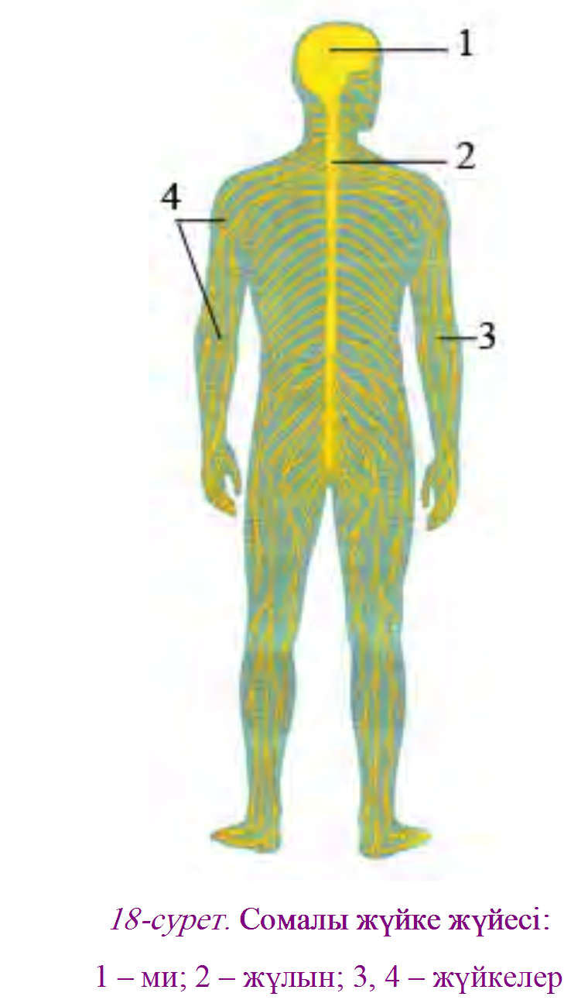 1
2
4
3
18-сурет. Сомалы жүйке жүйесі:
1 – ми; 2 – жұлын; 3, 4 – жүйкелер